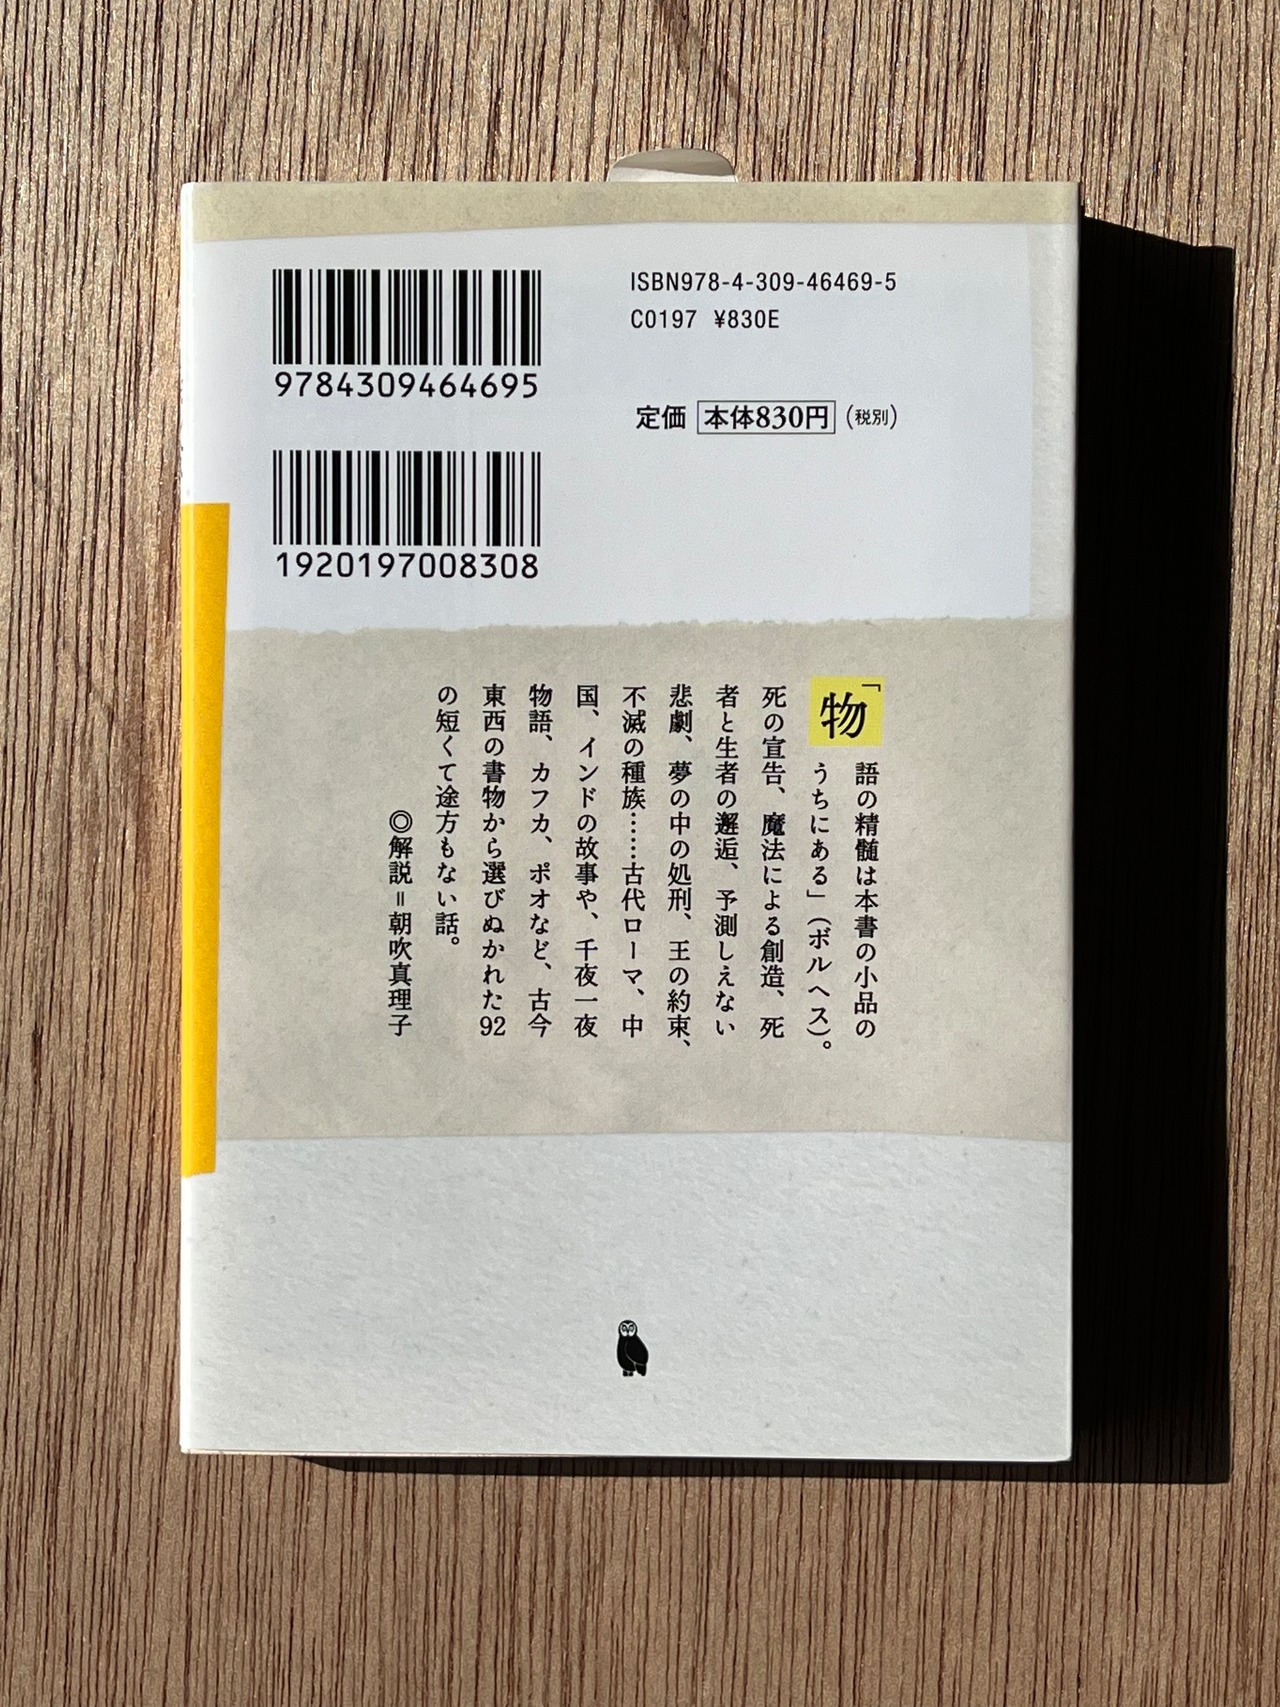 9784309464695
1920197008308
ISBN978-4-309-46469-5
C0197 ¥830E
定価 本体830円（税別）
「物語の精髄は本書の小品の
うちにある」（ボルヘス）。
死の宣告、魔法による創造、死
者と生者の邂逅、予測しえない
悲劇、夢の中の処刑、王の約束、
不滅の種族……古代ローマ、中
国、インドの故事や、千夜一夜
物語、カフカ、ポオなど、古今
東西の書物から選びぬかれた92
の短くて途方もない話。
◎解説＝朝吹真理子